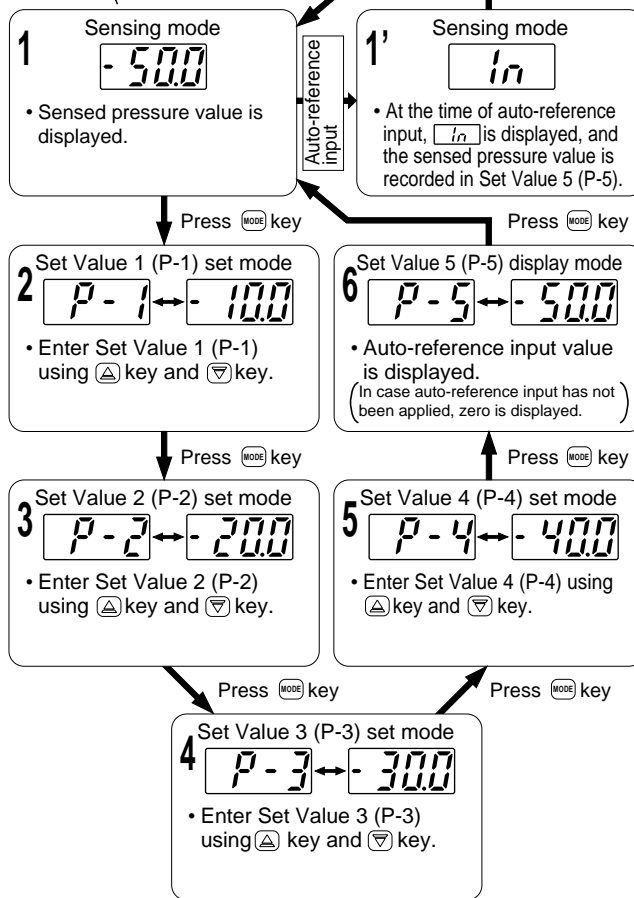 1
Sensing mode
- 50.0
• Sensed pressure value is
displayed.
Auto-reference
input
1'
Sensing mode
In
• At the time of auto-reference
input, In is displayed, and
the sensed pressure value is
recorded in Set Value 5 (P-5).
Press MODE key
2
Set Value 1 (P-1) set mode
P-1 - 10.0
• Enter Set Value 1 (P-1)
using key and key.
Press MODE key
3
Set Value 2 (P-2) set mode
P-2 - 20.0
• Enter Set Value 2 (P-2)
using key and key.
Press MODE key
4
Set Value 3 (P-3) set mode
P-3 - 30.0
• Enter Set Value 3 (P-3)
using key and key.
Press MODE key
5
Set Value 4 (P-4) set mode
P-4 - 40.0
• Enter Set Value 4 (P-4) using
key and key.
Press MODE key
6
Set Value 5 (P-5) display mode
P-5 - 50.0
• Auto-reference input value
is displayed.
(In case auto-reference input has not
been applied, zero is displayed.)
Press MODE key